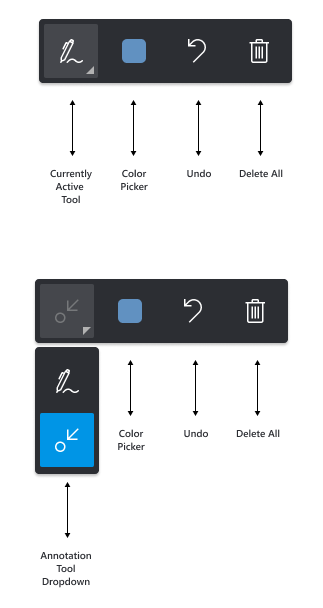 Currently
Active
Tool
Color
Picker
Undo
Delete All
Color
Picker
Undo
Delete All
Annotation
Tool
Dropdown